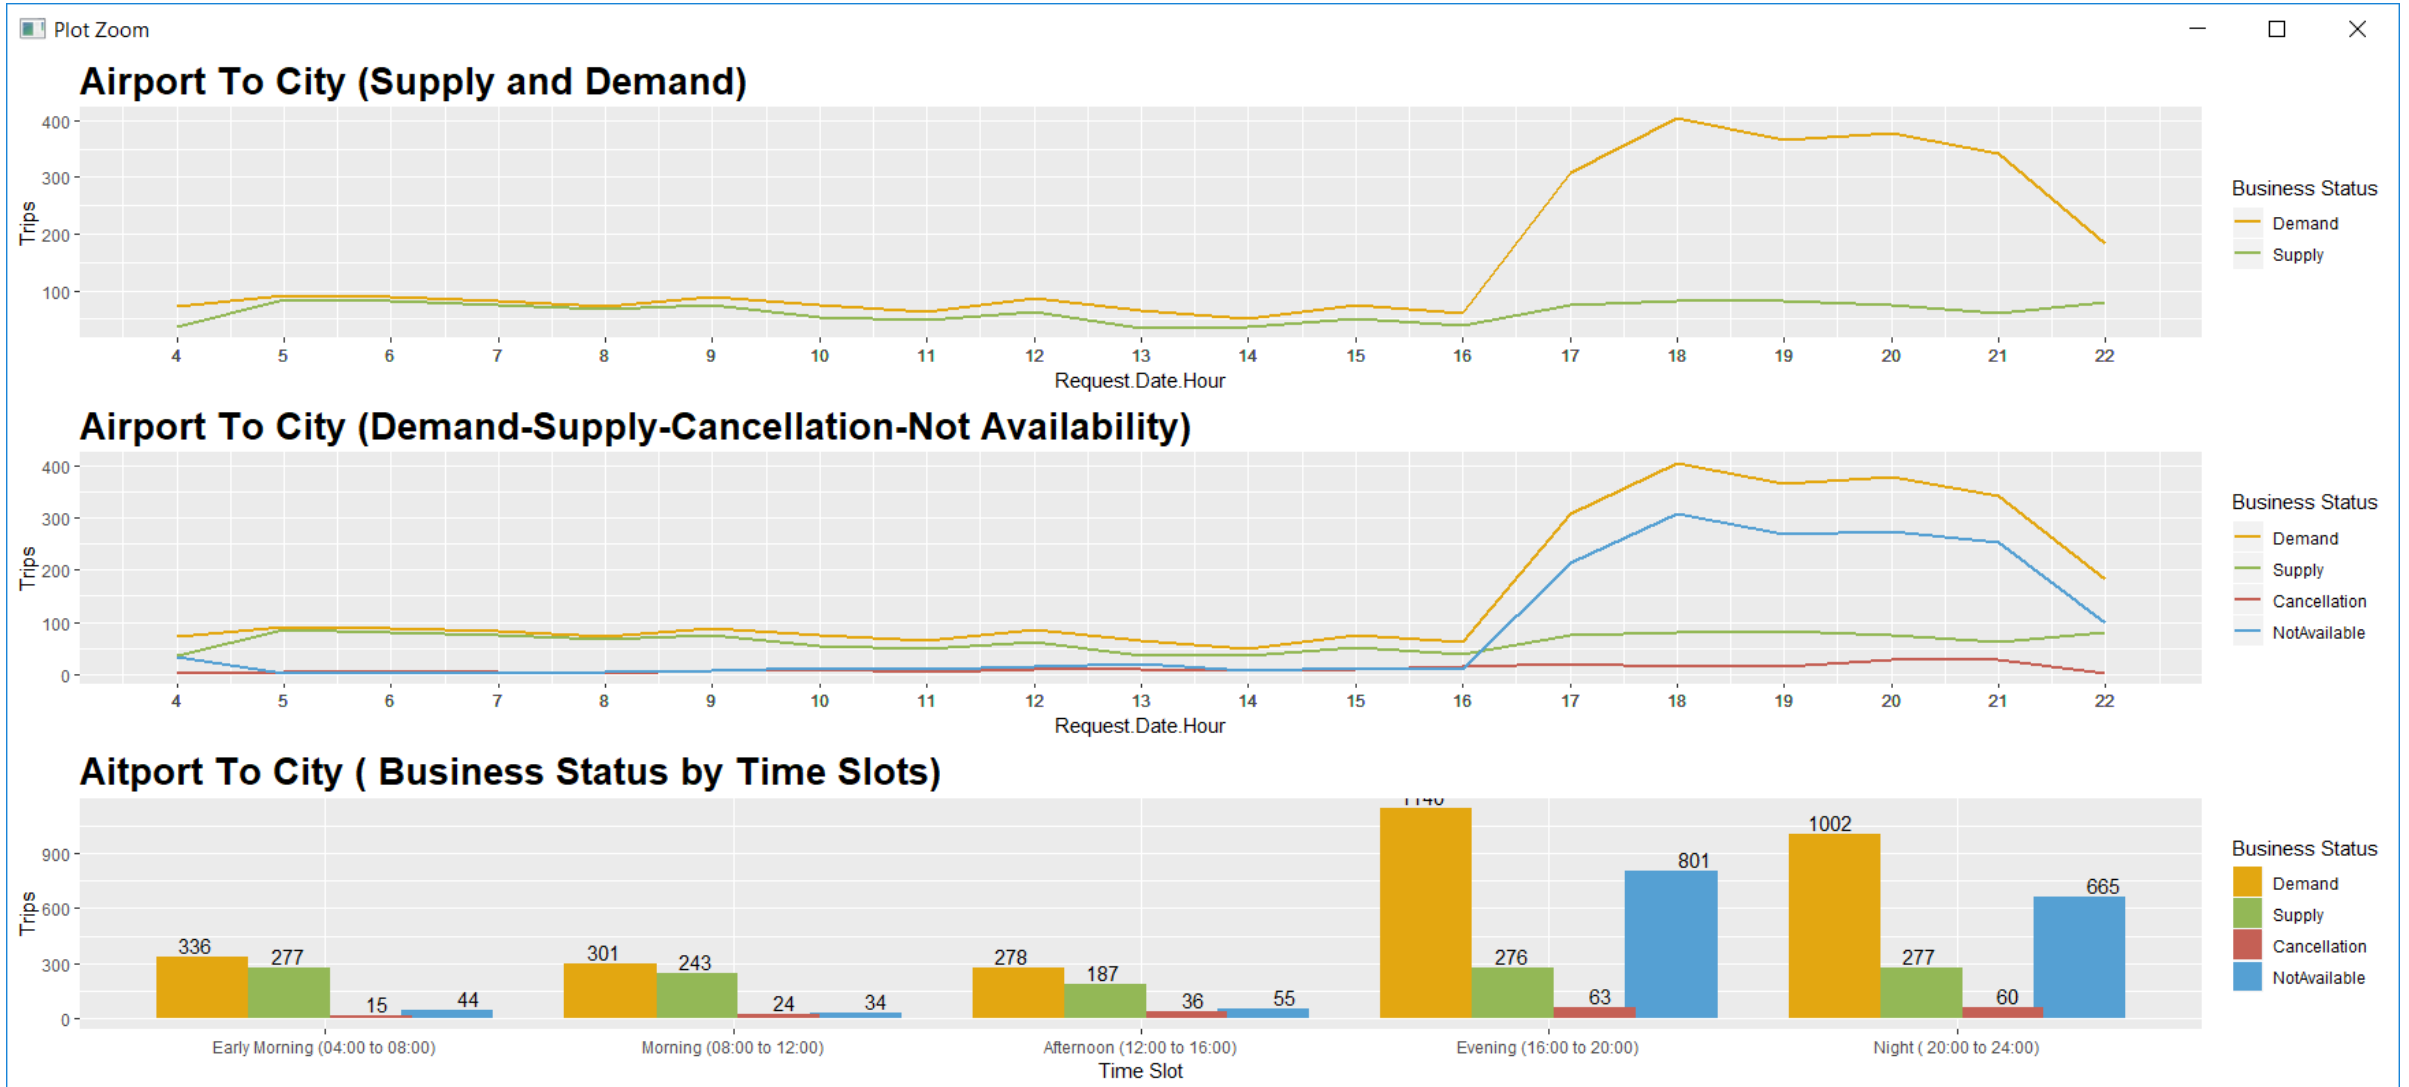 Plot Zoom
Airport To City (Supply and Demand)
400
300
200
100
Trips
4 5 6 7 8 9 10 11 12 13 14 15 16 17 18 19 20 21 22
Request.Date.Hour
Business Status
Demand
Supply
Airport To City (Demand-Supply-Cancellation-Not Availability)
400
300
200
100
0
Trips
4 5 6 7 8 9 10 11 12 13 14 15 16 17 18 19 20 21 22
Request.Date.Hour
Business Status
Demand
Supply
Cancellation
NotAvailable
Aitport To City ( Business Status by Time Slots)
900
600
300
0
Trips
336 277 15 44
301 243 24 34
278 187 36 55
276 63 801
1002 277 60 665
Early Morning (04:00 to 08:00) Morning (08:00 to 12:00) Afternoon (12:00 to 16:00) Evening (16:00 to 20:00) Night ( 20:00 to 24:00)
Time Slot
Business Status
Demand
Supply
Cancellation
NotAvailable